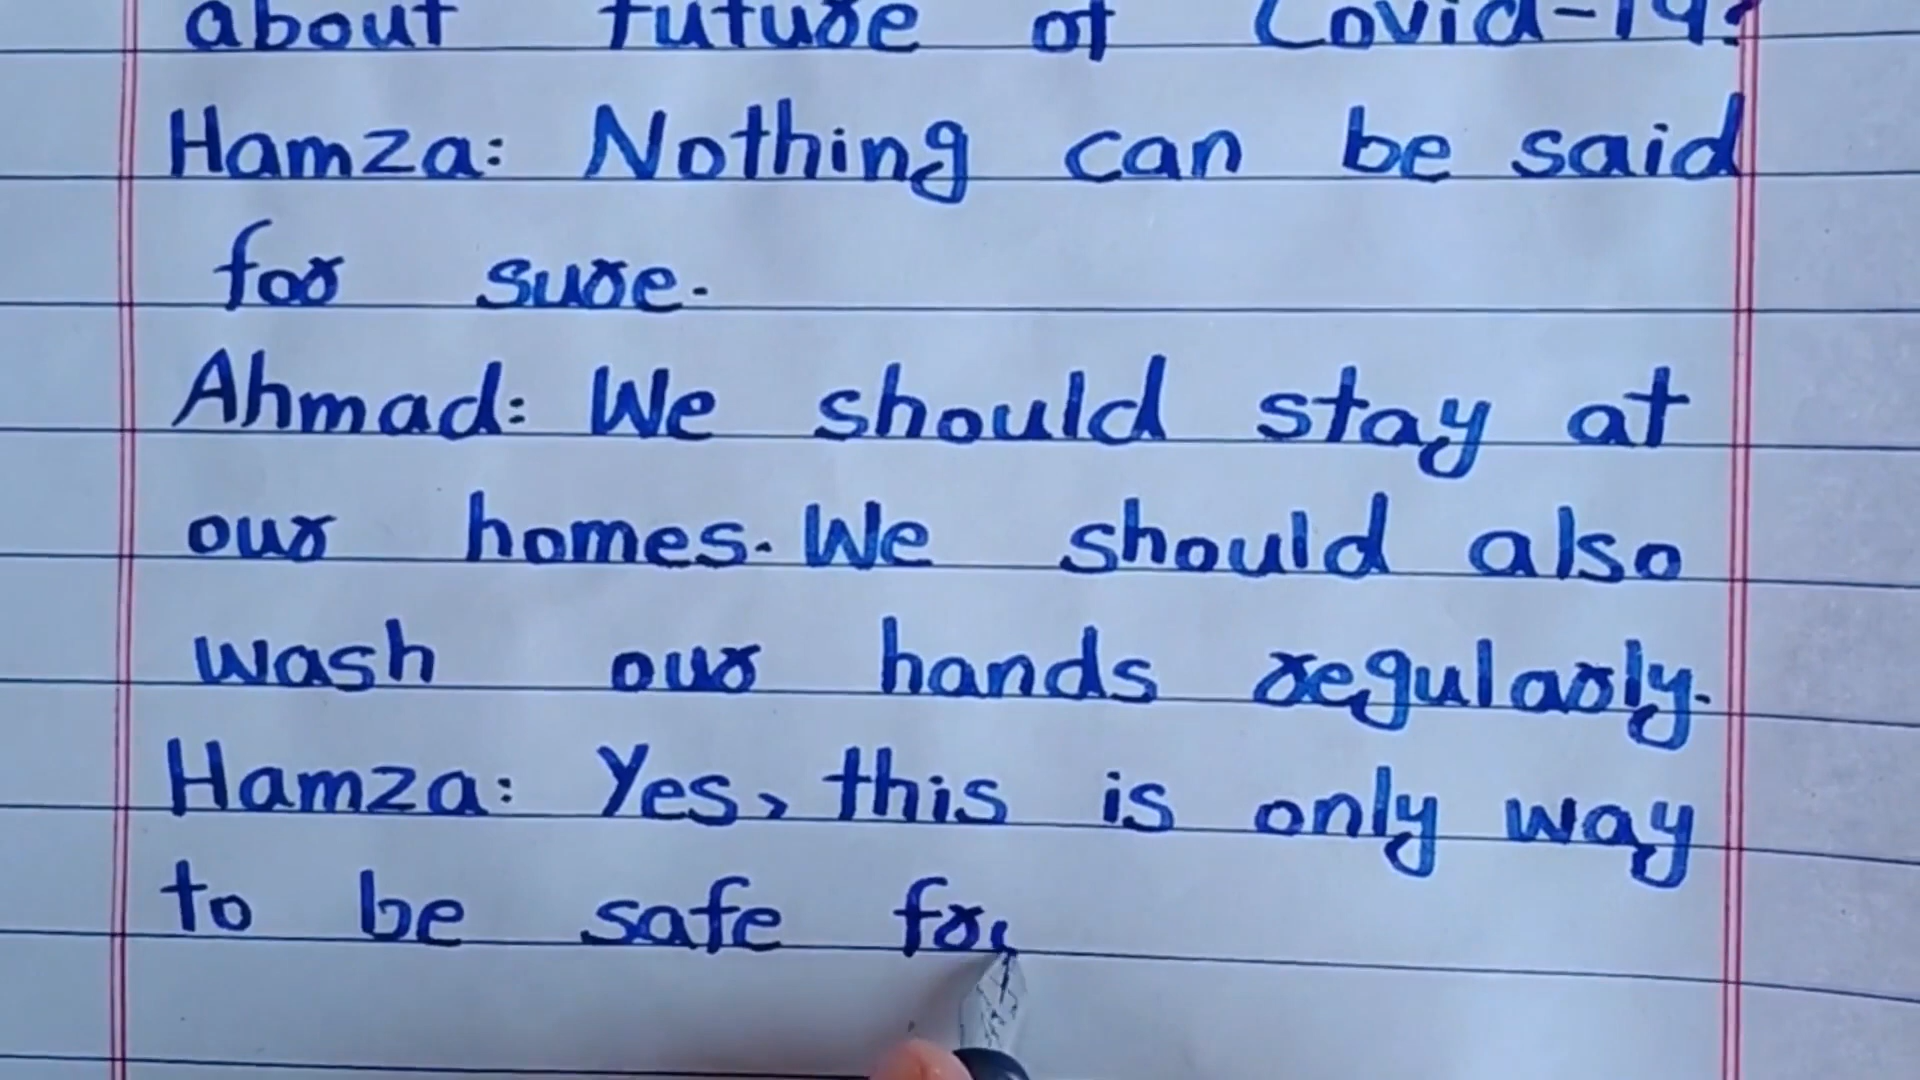 about future of Covid-19?
Hamza: Nothing can be said
for sure.
Ahmad: We should stay at
our homes. We should also
wash our hands regularly.
Hamza: Yes, this is only way
to be safe